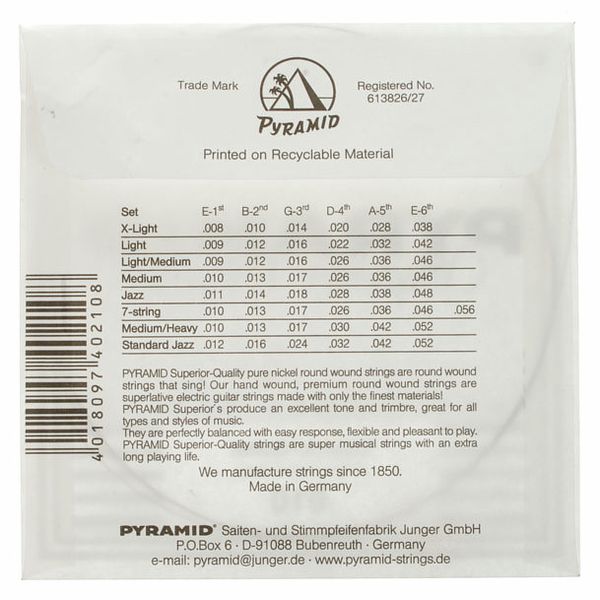 Trade Mark
Registered No.
613826/27
PYRAMID
Printed on Recyclable Material
Set E-1st B-2nd G-3rd D-4th A-5th E-6th
X-Light .008 .010 .014 .020 .028 .038
Light .009 .012 .016 .022 .032 .042
Light/Medium .009 .012 .016 .026 .036 .046
Medium .010 .013 .017 .026 .036 .046
Jazz .011 .014 .018 .028 .038 .048
7-string .010 .013 .017 .026 .036 .046 .056
Medium/Heavy .010 .013 .017 .030 .042 .052
Standard Jazz .012 .016 .024 .032 .042 .052
PYRAMID Superior-Quality pure nickel round wound strings are round wound
strings that sing! Our hand wound, premium round wound strings are
superlative electric guitar strings made with only the finest materials!
PYRAMID Superior´s produce an excellent tone and trimbre, great for all
types and styles of music.
They are perfectly balanced with easy response, flexible and pleasant to play.
PYRAMID Superior-Quality strings are super musical strings with an extra
long playing life.
We manufacture strings since 1850.
Made in Germany
PYRAMID® Saiten- und Stimmpfeifenfabrik Junger GmbH
P.O.Box 6 · D-91088 Bubenreuth · Germany
e-mail: pyramid@junger.de · www.pyramid-strings.de
4 018097 402108